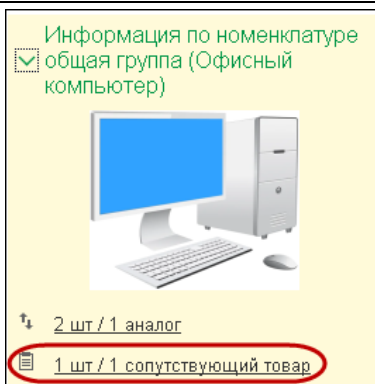 Информация по номенклатуре
общая группа (Офисный
компьютер)
2 шт / 1 аналог
1 шт / 1 сопутствующий товар